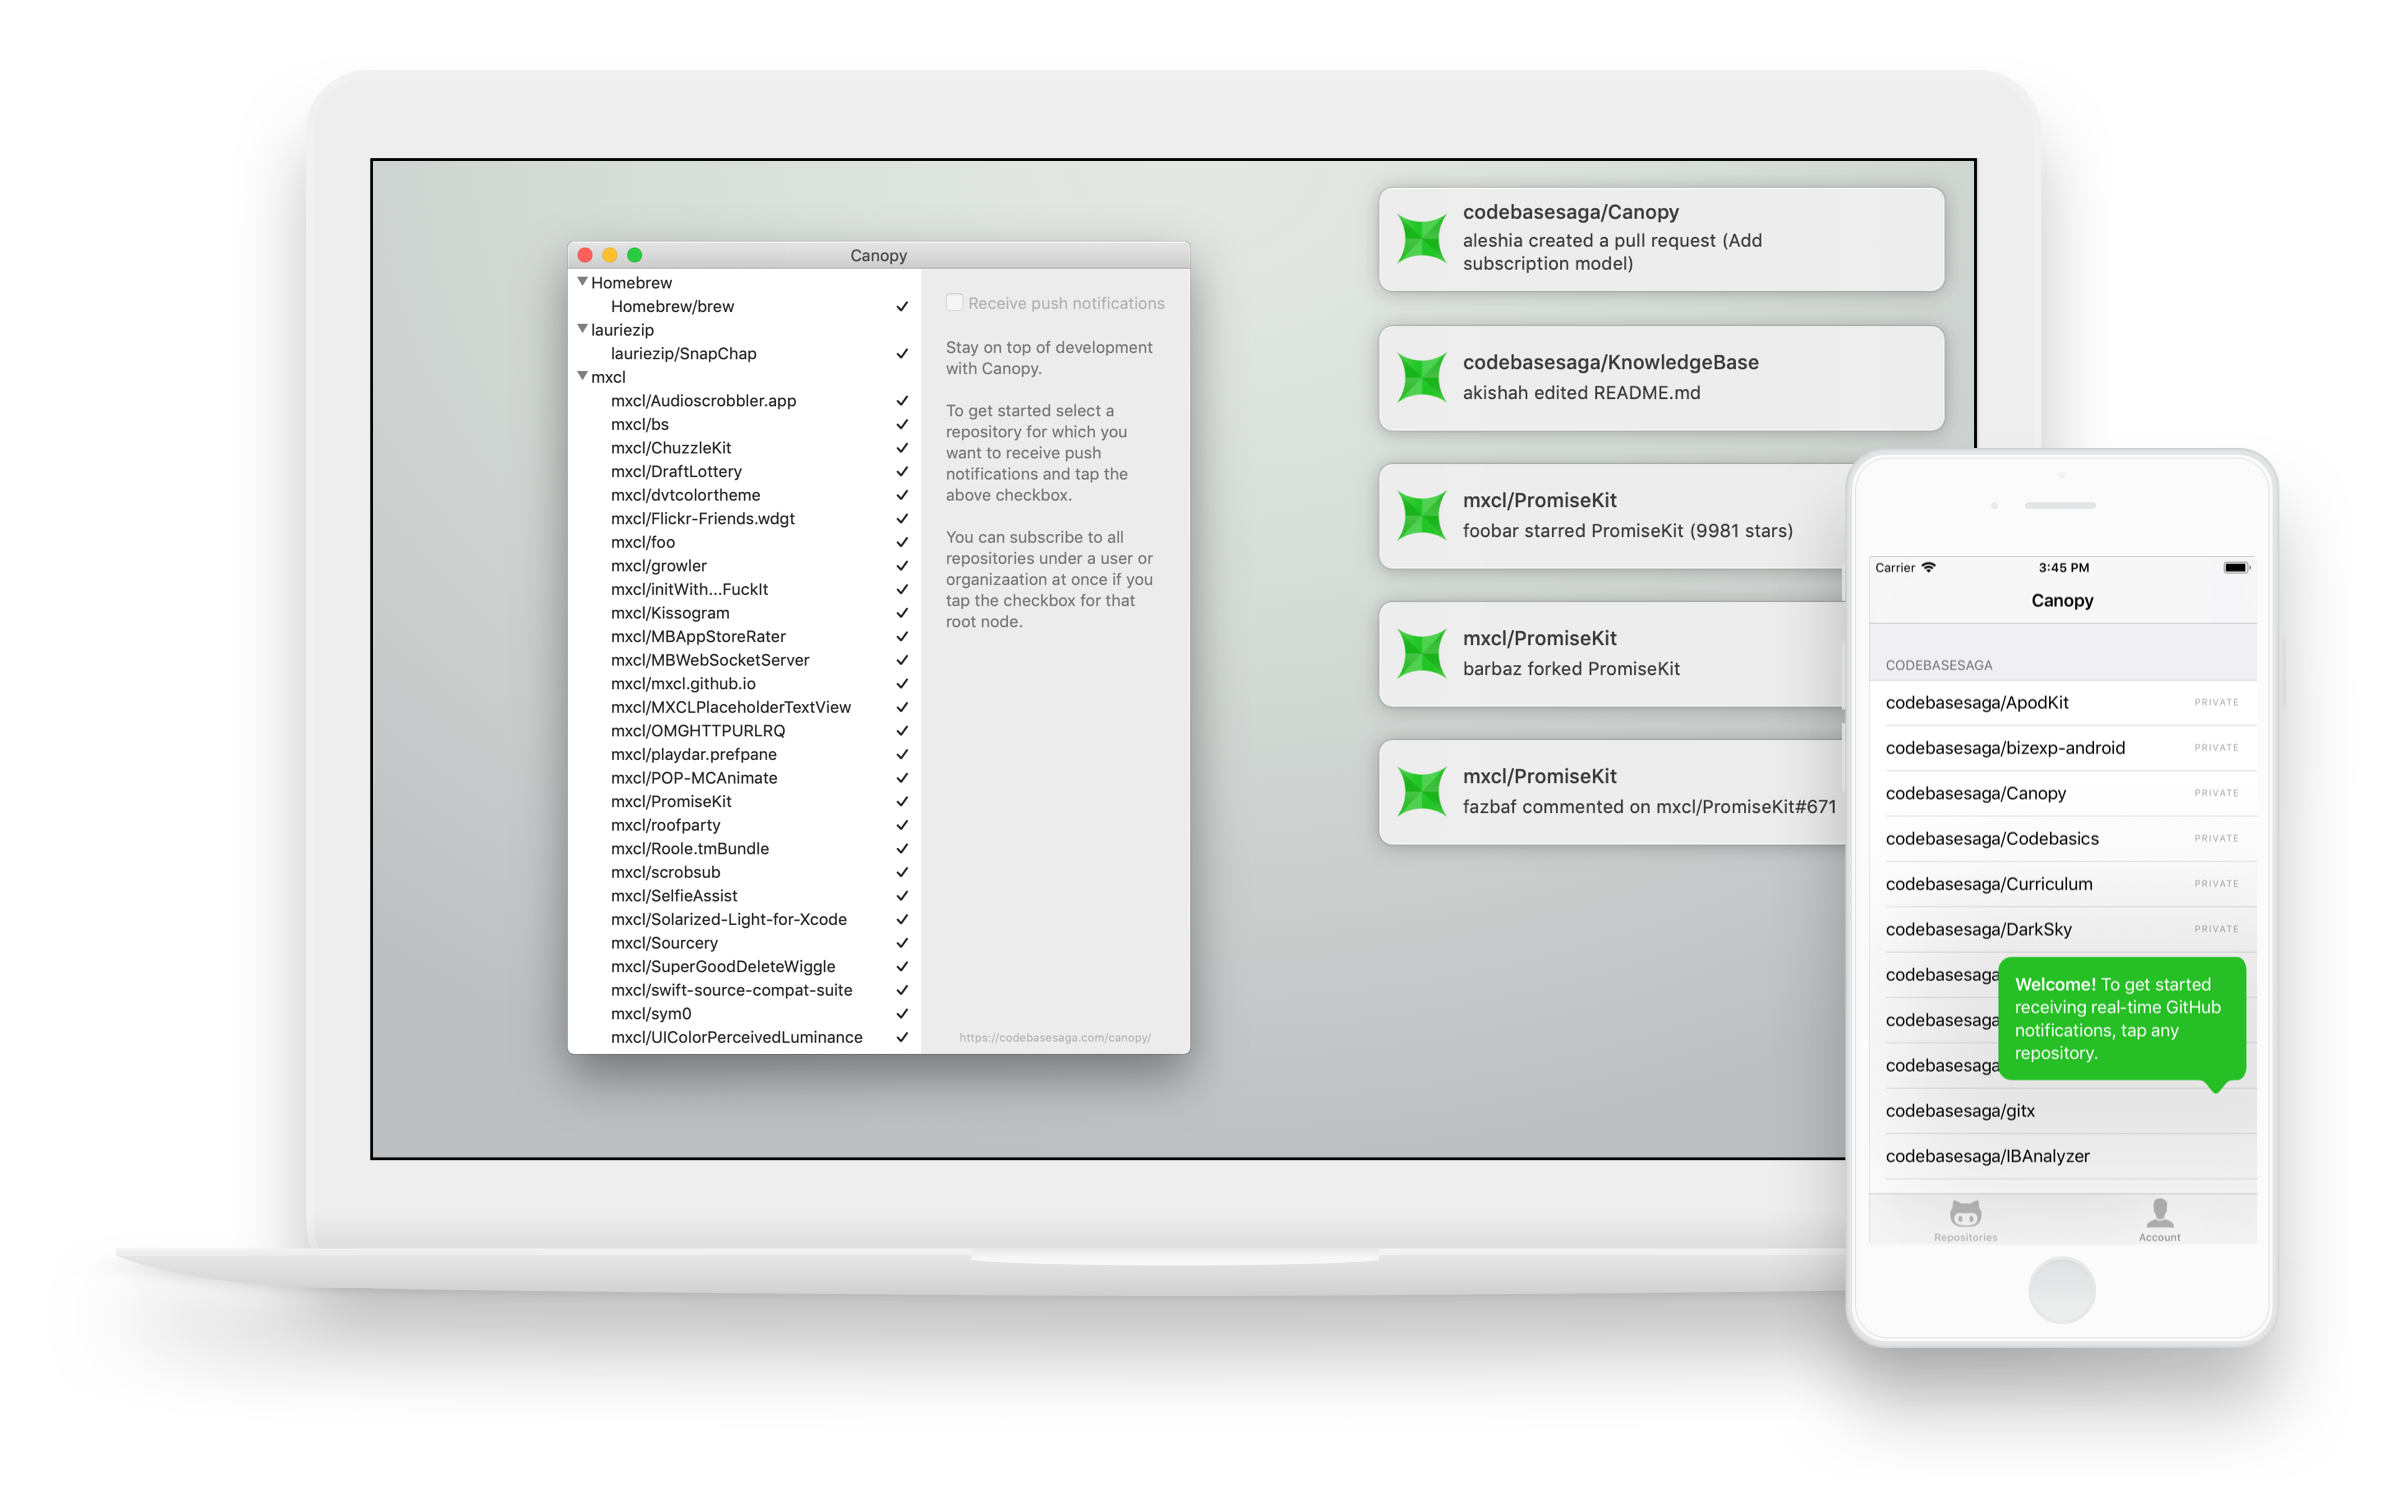 Canopy
Homebrew
Homebrew/brew
lauriezip
lauriezip/SnapChap
mxcl
mxcl/Audioscrobbler.app
mxcl/bs
mxcl/ChuzzleKit
mxcl/DraftLottery
mxcl/dvtcolortheme
mxcl/Flickr-Friends.wdgt
mxcl/foo
mxcl/growler
mxcl/initWith...FuckIt
mxcl/Kissogram
mxcl/MBAppStoreRater
mxcl/MBWebSocketServer
mxcl/mxcl.github.io
mxcl/MXCLPlaceholderTextView
mxcl/OMGHTTPURLRQ
mxcl/playdar.prefpane
mxcl/POP-MCAnimate
mxcl/PromiseKit
mxcl/roofparty
mxcl/Roole.tmBundle
mxcl/scrobsub
mxcl/SelfieAssist
mxcl/Solarized-Light-for-Xcode
mxcl/Sourcery
mxcl/SuperGoodDeleteWiggle
mxcl/swift-source-compat-suite
mxcl/sym0
mxcl/UIColorPerceivedLuminance
Receive push notifications
Stay on top of development
with Canopy.
To get started select a
repository for which you
want to receive push
notifications and tap the
above checkbox.
You can subscribe to all
repositories under a user or
organizaation at once if you
tap the checkbox for that
root node.
https://codebasesaga.com/canopy/
codebasesaga/Canopy
aleshia created a pull request (Add
subscription model)
codebasesaga/KnowledgeBase
akishah edited README.md
mxcl/PromiseKit
foobar starred PromiseKit (9981 stars)
mxcl/PromiseKit
barbaz forked PromiseKit
mxcl/PromiseKit
fazbaf commented on mxcl/PromiseKit#671
Carrier 3:45 PM
Canopy
CODEBASESAGA
codebasesaga/ApodKit PRIVATE
codebasesaga/bizexp-android PRIVATE
codebasesaga/Canopy PRIVATE
codebasesaga/Codebasics PRIVATE
codebasesaga/Curriculum PRIVATE
codebasesaga/DarkSky PRIVATE
codebasesaga
codebasesaga
codebasesaga
Welcome! To get started
receiving real-time GitHub
notifications, tap any
repository.
codebasesaga/gitx
codebasesaga/IBAnalyzer
Repositories Account